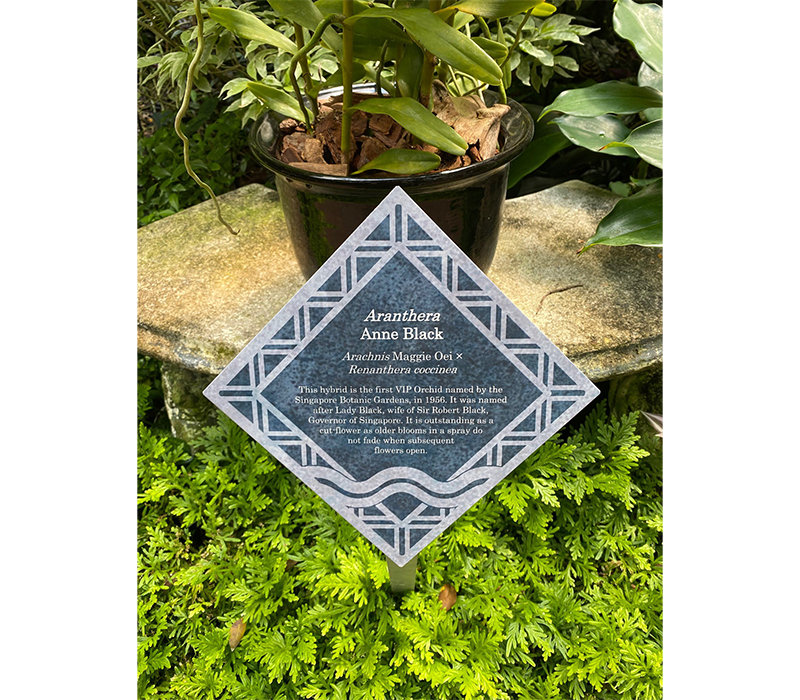 Aranthera
Anne Black
Arachnis Maggie Oei ×
Renanthera coccinea
This hybrid is the first VIP Orchid named by the
Singapore Botanic Gardens, in 1956. It was named
after Lady Black, wife of Sir Robert Black,
Governor of Singapore. It is outstanding as a
cut-flower as older blooms in a spray do
not fade when subsequent
flowers open.